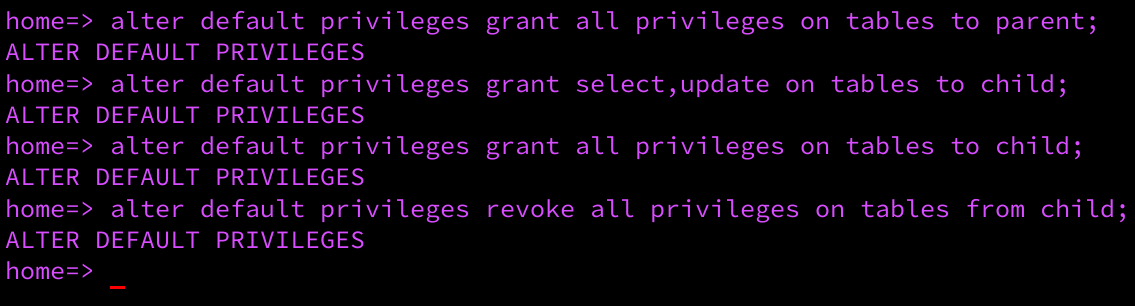 home=> alter default privileges grant all privileges on tables to parent;
ALTER DEFAULT PRIVILEGES
home=> alter default privileges grant select,update on tables to child;
ALTER DEFAULT PRIVILEGES
home=> alter default privileges grant all privileges on tables to child;
ALTER DEFAULT PRIVILEGES
home=> alter default privileges revoke all privileges on tables from child;
ALTER DEFAULT PRIVILEGES
home=>